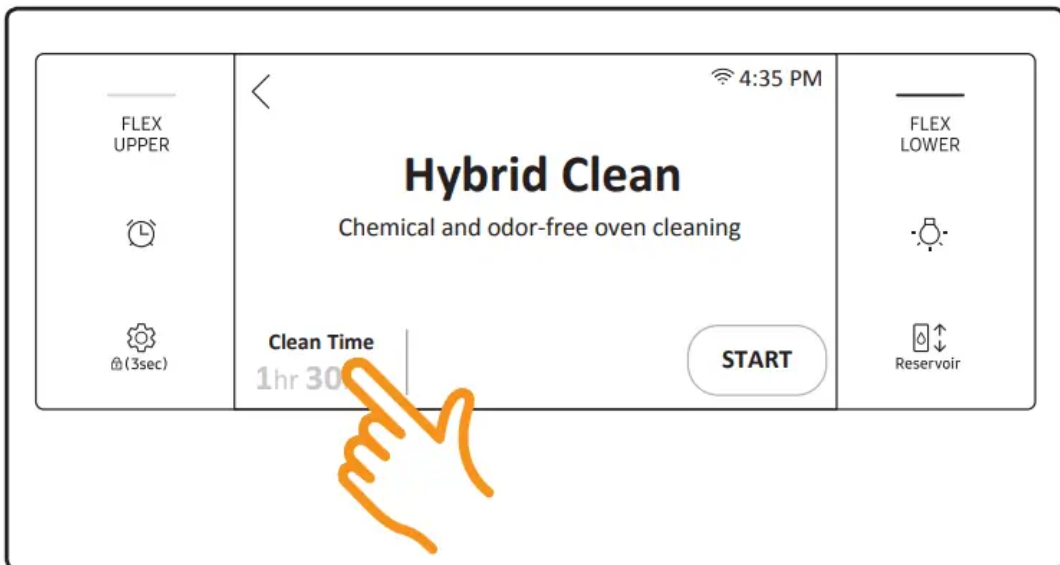 4:35 PM
FLEX
UPPER
FLEX
LOWER
Hybrid Clean
Chemical and odor-free oven cleaning
Clean Time
1hr 30
START
(3sec)
Reservoir